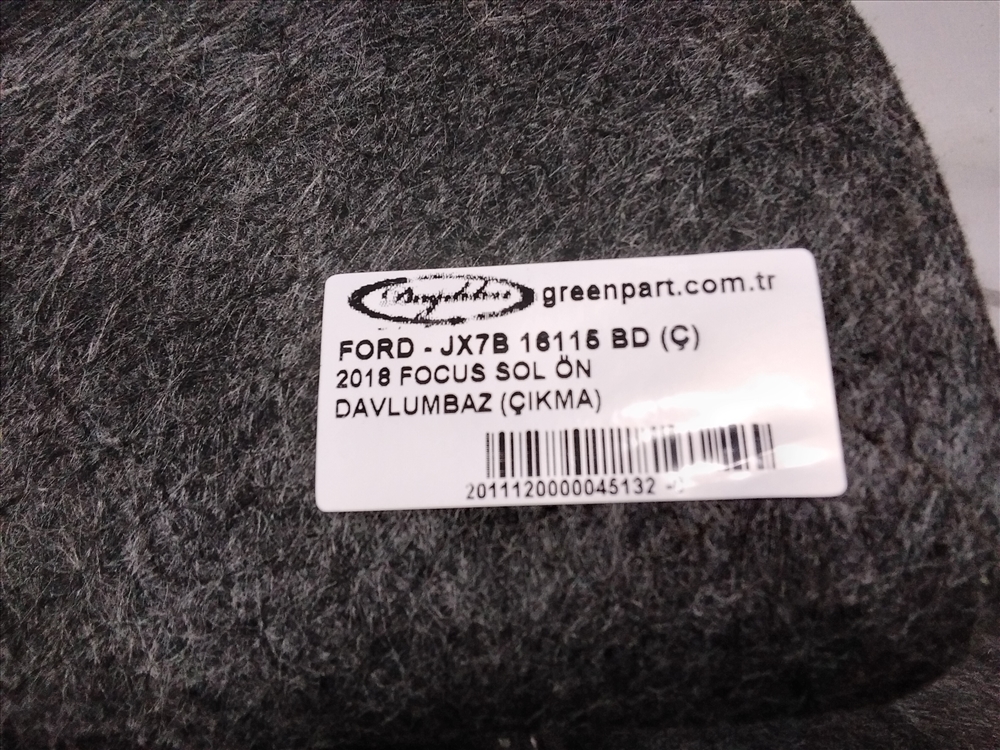 greenpart.com.tr
FORD - JX7B 16115 BD (Ç)
2018 FOCUS SOL ÖN
DAVLUMBAZ (ÇIKMA)
2011120000045132